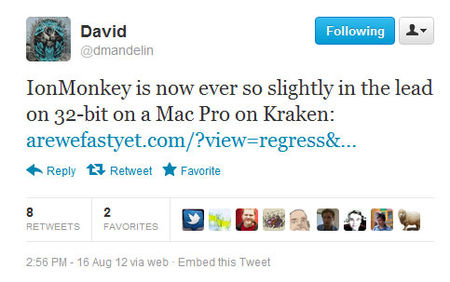 David
@dmandelin
Following
IonMonkey is now ever so slightly in the lead
on 32-bit on a Mac Pro on Kraken:
arewefastyet.com/?view=regress&...
Reply Retweet Favorite
8 2
RETWEETS FAVORITES
2:56 PM - 16 Aug 12 via web · Embed this Tweet